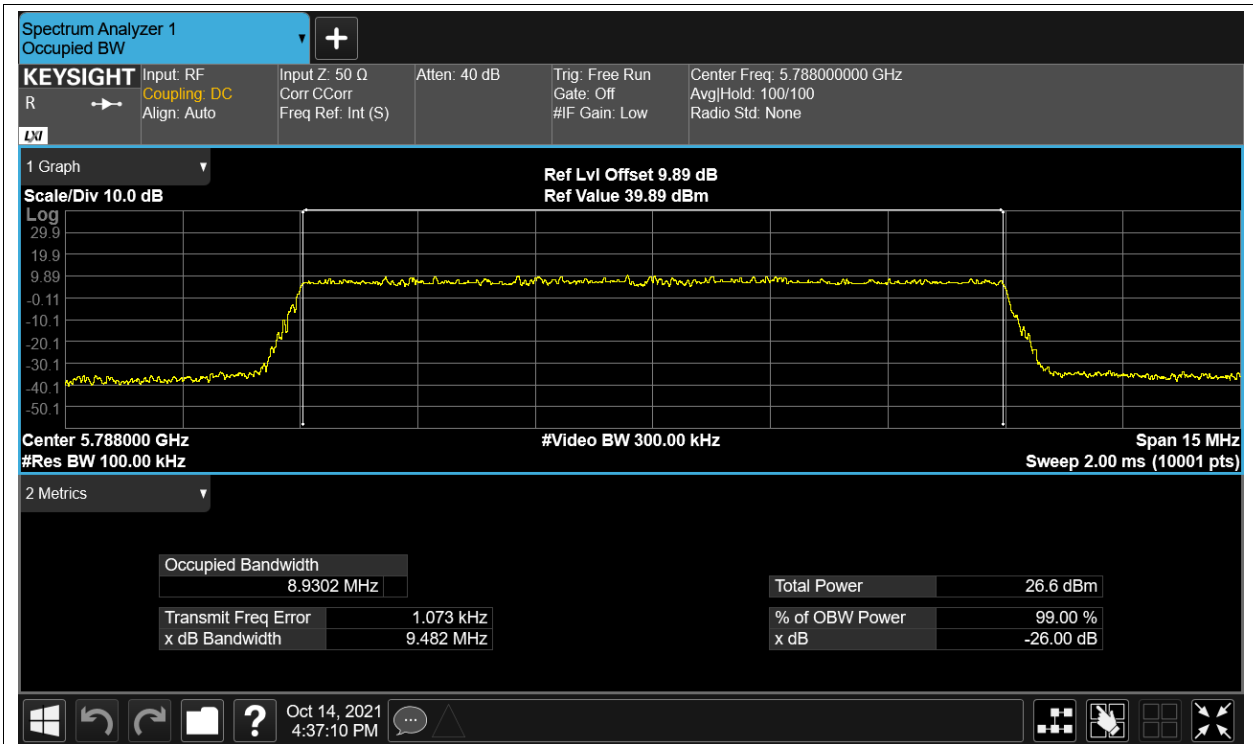 Spectrum Analyzer 1
Occupied BW
KEYSIGHT Input: RF Input Z: 50 Ω Atten: 40 dB Trig: Free Run Center Freq: 5.788000000 GHz
R Coupling: DC Corr CCorr Gate: Off Avg|Hold: 100/100
Align: Auto Freq Ref: Int (S) #IF Gain: Low Radio Std: None
LXI
1 Graph
Ref Lvl Offset 9.89 dB
Scale/Div 10.0 dB Ref Value 39.89 dBm
Log
29.9
19.9
9.89
-0.11
-10.1
-20.1
-30.1
-40.1
-50.1
Center 5.788000 GHz #Video BW 300.00 kHz Span 15 MHz
#Res BW 100.00 kHz Sweep 2.00 ms (10001 pts)
2 Metrics
Occupied Bandwidth
8.9302 MHz Total Power 26.6 dBm
Transmit Freq Error 1.073 kHz % of OBW Power 99.00 %
x dB Bandwidth 9.482 MHz x dB -26.00 dB
Oct 14, 2021
4:37:10 PM